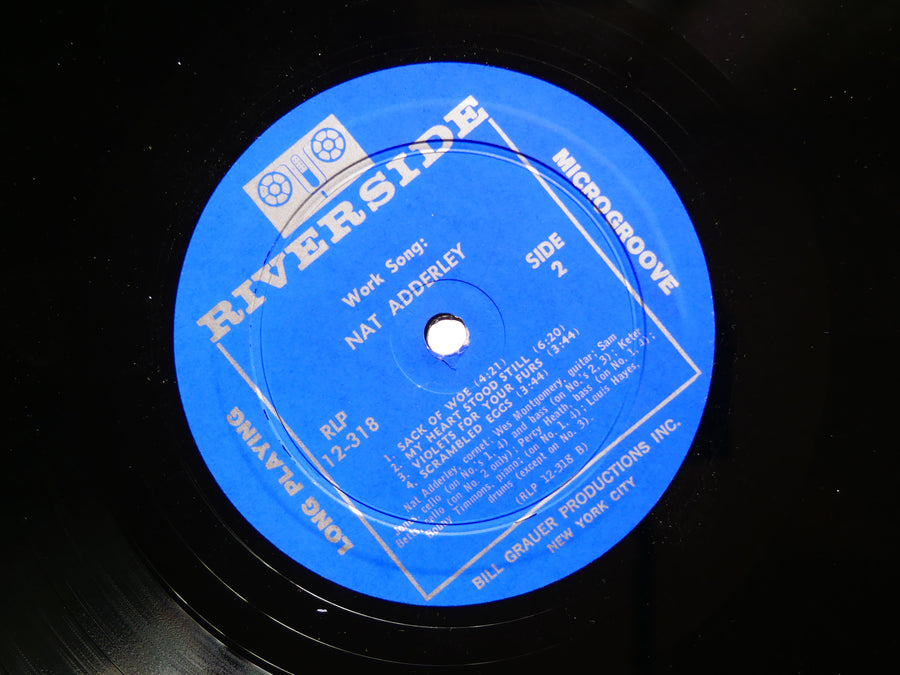 RIVERSIDE
MICROGROOVE
LONG PLAYING
Work Song:
NAT ADDERLEY
SIDE
2
RLP
12-318
1. SACK OF WOE (4:21)
2. MY HEART STOOD STILL (6:20)
3. VIOLETS FOR YOUR FURS (3:44)
4. SCRAMBLED EGGS (3:44)
Nat Adderley, cornet; Wes Montgomery, guitar; Sam
Jones, cello (on No.'s 1, 4) and bass (on No.'s 2, 3); Keter
Betts, cello (on No. 2 only); Percy Heath, bass (on No. 1, 4);
Bobby Timmons, piano; (on No. 1, 4); Louis Hayes,
drums (except on No. 3).
(RLP 12-318 B)
BILL GRAUER PRODUCTIONS INC.
NEW YORK CITY